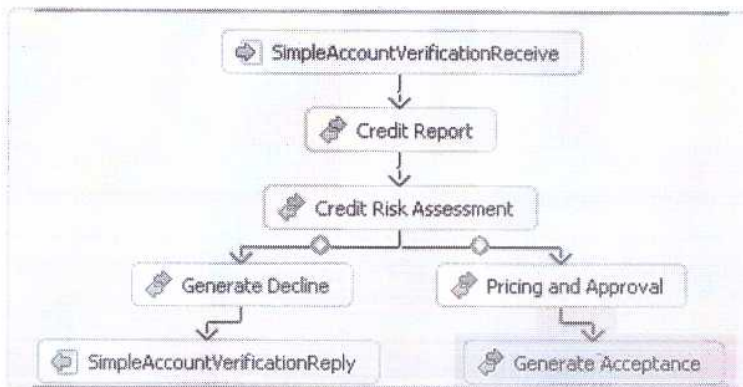 SimpleAccountVerificationReceive
Credit Report
Credit Risk Assessment
Generate Decline
Pricing and Approval
SimpleAccountVerificationReply
Generate Acceptance